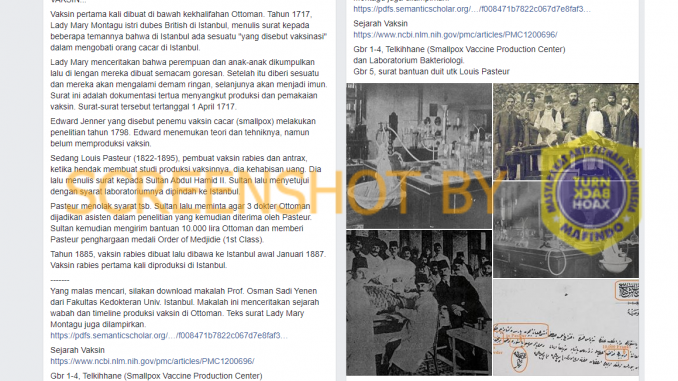 Vaksin pertama kali dibuat di bawah kekhalifahan Ottoman. Tahun 1717,
Lady Mary Montagu istri dubes British di Istanbul, menulis surat kepada
beberapa temannya bahwa di Istanbul ada sesuatu "yang disebut vaksinasi"
dalam mengobati orang cacar di Istanbul.
Lady Mary menceritakan bahwa perempuan dan anak-anak dikumpulkan
lalu di lengan mereka dibuat semacam goresan. Setelah itu diberi sesuatu
dan mereka akan mengalami demam ringan, selanjunya akan menjadi imun.
Surat ini adalah dokumentasi tertua menyangkut produksi dan pemakaian
vaksin. Surat-surat tersebut tertanggal 1 April 1717.
Edward Jenner yang disebut penemu vaksin cacar (smallpox) melakukan
penelitian tahun 1798. Edward menemukan teori dan tehniknya, namun
belum memproduksi vaksin.
Sedang Louis Pasteur (1822-1895), pembuat vaksin rabies dan antrax,
ketika hendak membuat studi produksi vaksinnya, dia kehabisan uang. Dia
lalu menulis surat kepada Sultan Abdul Hamid II. Sultan lalu menyetujui
dengan syarat laboratoriumnya dipindah ke Istanbul.
Pasteur menolak syarat tsb. Sultan lalu meminta agar 3 dokter Ottoman
dijadikan asisten dalam penelitian yang kemudian diterima oleh Pasteur.
Sultan kemudian mengirim bantuan 10.000 lira Ottoman dan memberi
Pasteur penghargaan medali Order of Medjidie (1st Class).
Tahun 1885, vaksin rabies dibuat lalu dibawa ke Istanbul awal Januari 1887.
Vaksin rabies pertama kali diproduksi di Istanbul.
-------
Yang malas mencari, silakan download makalah Prof. Osman Sadi Yenen
dari Fakultas Kedokteran Univ. Istanbul. Makalah ini menceritakan sejarah
wabah dan timeline produksi vaksin di Ottoman. Teks surat Lady Mary
Montagu juga dilampirkan.
https://pdfs.semanticscholar.org/…/f008471b7822c067d7e8faf3…
Sejarah Vaksin
https://www.ncbi.nlm.nih.gov/pmc/articles/PMC1200696/
Gbr 1-4, Telkihhane (Smallpox Vaccine Production Center)
https://pdfs.semanticscholar.org/…/f008471b7822c067d7e8faf3…
Sejarah Vaksin
https://www.ncbi.nlm.nih.gov/pmc/articles/PMC1200696/
Gbr 1-4, Telkihhane (Smallpox Vaccine Production Center)
dan Laboratorium Bakteriologi.
Gbr 5, surat bantuan duit utk Louis Pasteur
SCREENSHOT BY
MASYARAKAT ANTI FITNAH INDONESIA
TURN
BACK
HOAX
MAFINDO